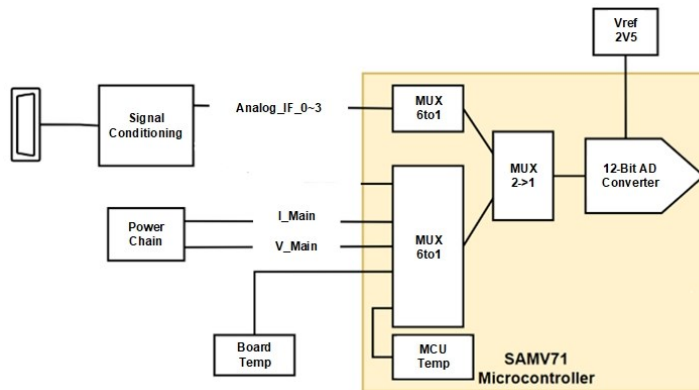 Vref
2V5
Signal
Conditioning
Analog_IF_0~3
MUX
6to1
MUX
2->1
12-Bit AD
Converter
Power
Chain
I_Main
V_Main
MUX
6to1
Board
Temp
MCU
Temp
SAMV71
Microcontroller